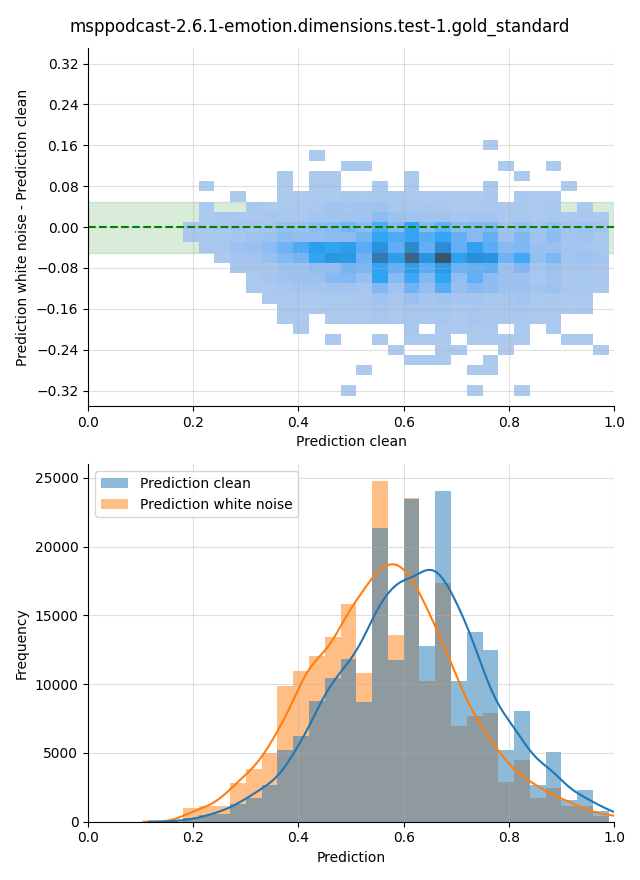 msppodcast-2.6.1-emotion.dimensions.test-1.gold_standard
Prediction white noise - Prediction clean
0.32
0.24
0.16
0.08
0.00
−0.08
−0.16
−0.24
−0.32
0.0 0.2 0.4 0.6 0.8 1.0
Prediction clean
Frequency
25000
20000
15000
10000
5000
0
Prediction clean
Prediction white noise
0.0 0.2 0.4 0.6 0.8 1.0
Prediction